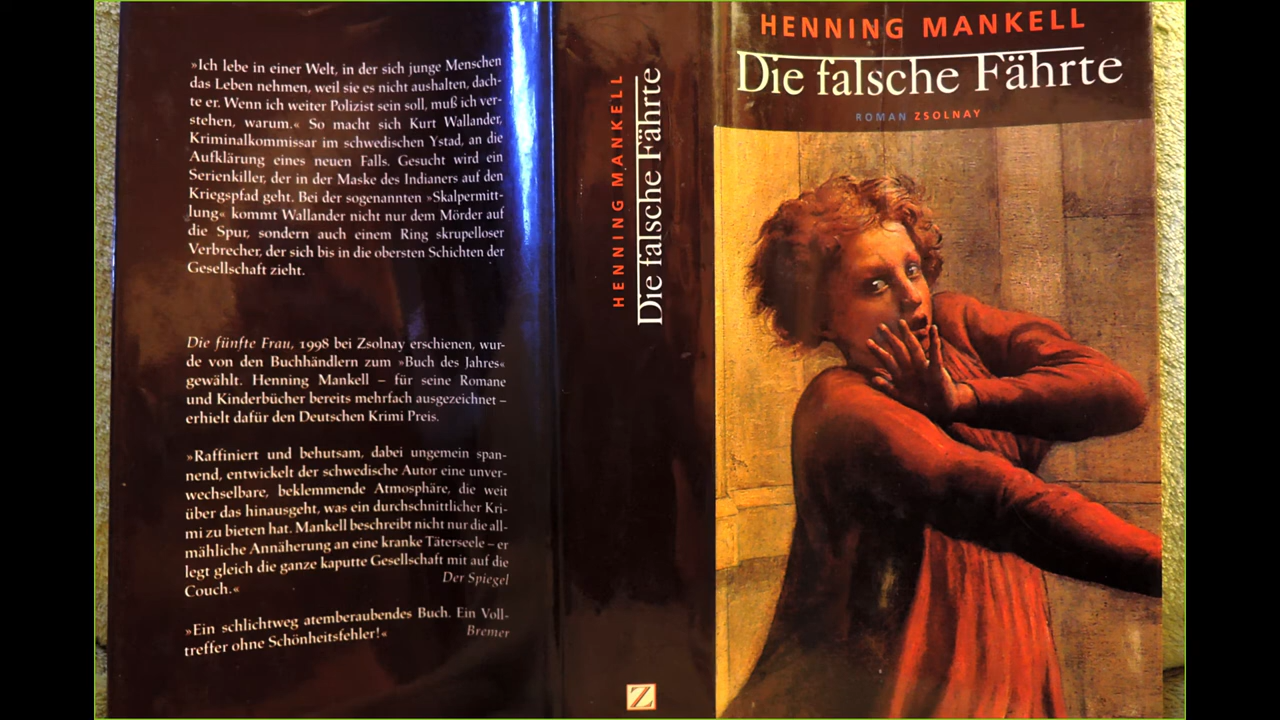 »Ich lebe in einer Welt, in der sich junge Menschen
das Leben nehmen, weil sie es nicht aushalten, dach-
te er. Wenn ich weiter Polizist sein soll, muß ich ver-
stehen, warum.« So macht sich Kurt Wallander,
Kriminalkommissar im schwedischen Ystad, an die
Aufklärung eines neuen Falls. Gesucht wird ein
Serienkiller, der in der Maske des Indianers auf den
Kriegspfad geht. Bei der sogenannten »Skalpermitt-
lung« kommt Wallander nicht nur dem Mörder auf
die Spur, sondern auch einem Ring skrupelloser
Verbrecher, der sich bis in die obersten Schichten der
Gesellschaft zieht.
Die fünfte Frau, 1998 bei Zsolnay erschienen, wur-
de von den Buchhändlern zum »Buch des Jahres«
gewählt. Henning Mankell – für seine Romane
und Kinderbücher bereits mehrfach ausgezeichnet –
erhielt dafür den Deutschen Krimi Preis.
»Raffiniert und behutsam, dabei ungemein span-
nend, entwickelt der schwedische Autor eine unver-
wechselbare, beklemmende Atmosphäre, die weit
über das hinausgeht, was ein durchschnittlicher Kri-
mi zu bieten hat. Mankell beschreibt nicht nur die all-
mähliche Annäherung an eine kranke Täterseele – er
legt gleich die ganze kaputte Gesellschaft mit auf die
Couch.« Der Spiegel
»Ein schlichtweg atemberaubendes Buch. Ein Voll-
treffer ohne Schönheitsfehler!« Bremer
HENNING MANKELL
Die falsche Fährte
Z
HENNING MANKELL
Die falsche Fährte
ROMAN ZSOLNAY